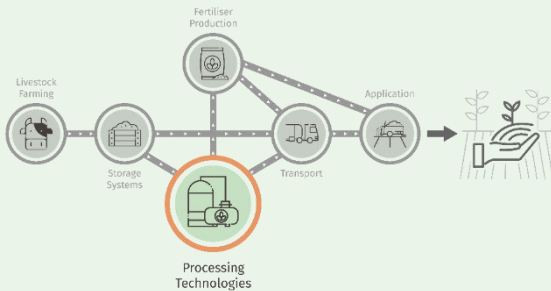 Fertiliser
Production
Livestock
Farming
Application
Storage
Systems
Transport
Processing
Technologies